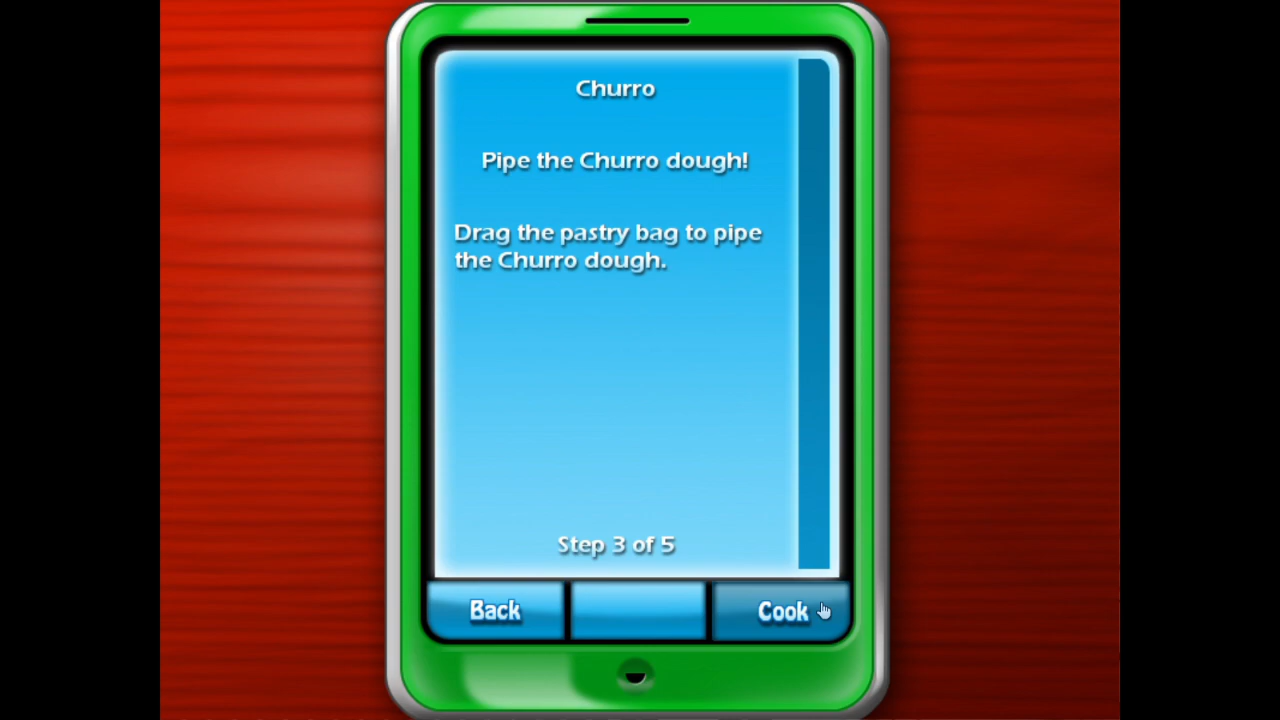 Churro
Pipe the Churro dough!
Drag the pastry bag to pipe
the Churro dough.
Step 3 of 5
Back
Cook